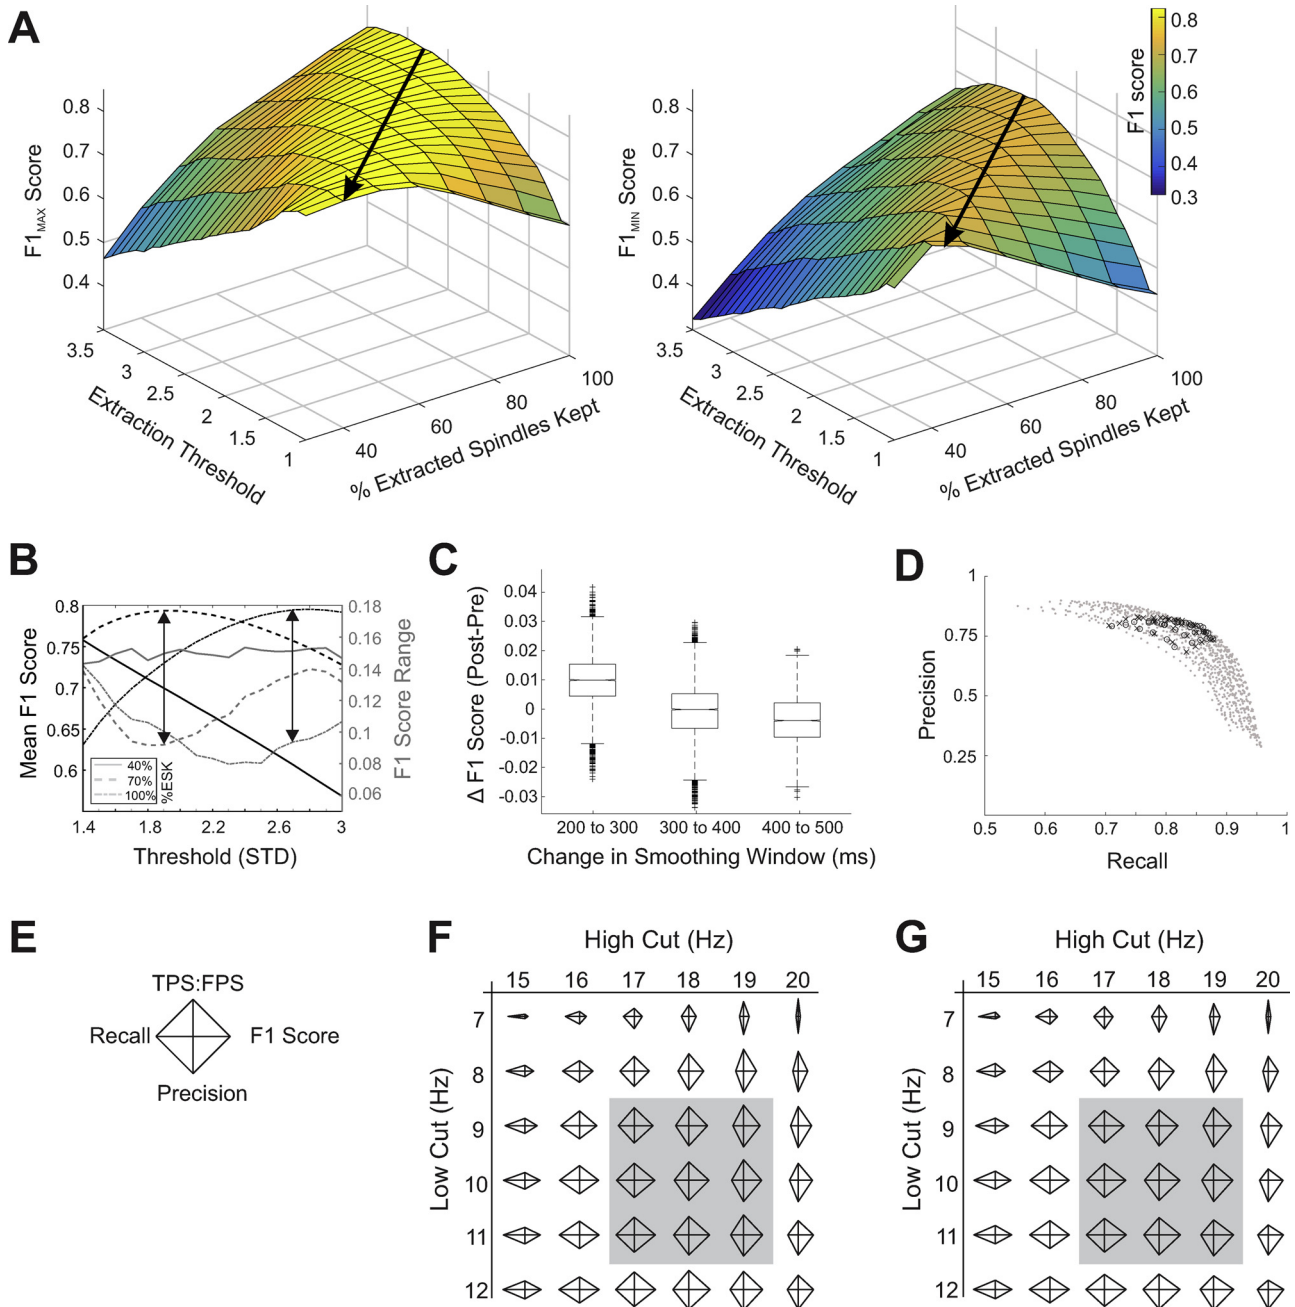 A
F1MAX Score
0.8
0.7
0.6
0.5
0.4
3.5
3
2.5
2
1.5
1
Extraction Threshold
40
60
80
100
% Extracted Spindles Kept
F1MIN Score
0.8
0.7
0.6
0.5
0.4
3.5
3
2.5
2
1.5
1
Extraction Threshold
40
60
80
100
% Extracted Spindles Kept
F1 score
0.8
0.7
0.6
0.5
0.4
0.3
B
Mean F1 Score
0.8
0.75
0.7
0.65
0.6
F1 Score Range
0.18
0.16
0.14
0.12
0.1
0.08
0.06
40%
70%
100%
%ESK
1.4 1.8 2.2 2.6 3
Threshold (STD)
C
Δ F1 Score (Post-Pre)
0.04
0.03
0.02
0.01
0
-0.01
-0.02
-0.03
200 to 300 300 to 400 400 to 500
Change in Smoothing Window (ms)
D
Precision
1
0.75
0.5
0.25
0.5 0.6 0.7 0.8 0.9 1
Recall
E
TPS:FPS
Recall F1 Score
Precision
F
High Cut (Hz)
15 16 17 18 19 20
Low Cut (Hz)
7
8
9
10
11
12
G
High Cut (Hz)
15 16 17 18 19 20
Low Cut (Hz)
7
8
9
10
11
12